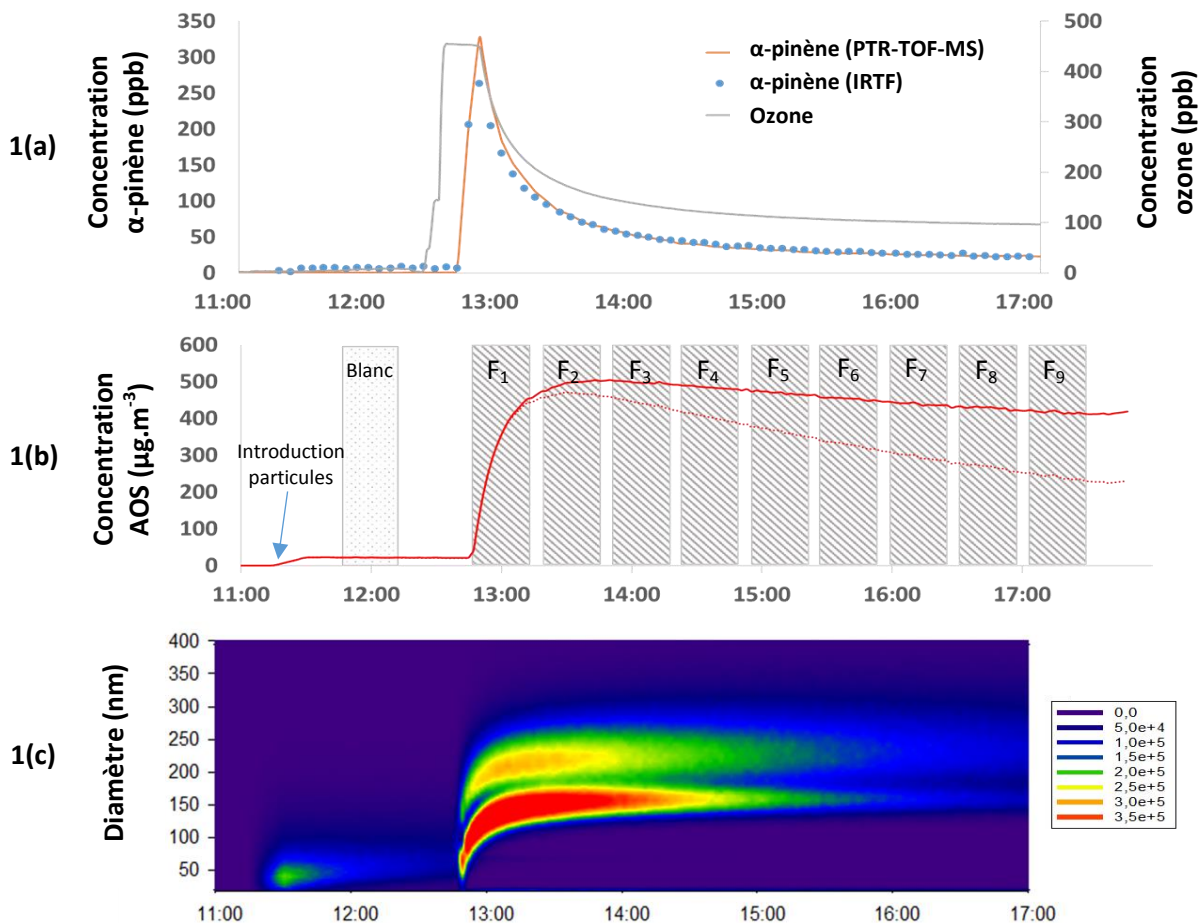 1(a)
Concentration
α-pinène (ppb)
350
300
250
200
150
100
50
0
500
400
300
200
100
0
Concentration
ozone (ppb)
α-pinène (PTR-TOF-MS)
α-pinène (IRTF)
Ozone
11:00 12:00 13:00 14:00 15:00 16:00 17:00
1(b)
Concentration
AOS (µg.m⁻³)
600
500
400
300
200
100
0
Introduction
particules
Blanc
F₁ F₂ F₃ F₄ F₅ F₆ F₇ F₈ F₉
11:00 12:00 13:00 14:00 15:00 16:00 17:00
1(c)
Diamètre (nm)
400
350
300
250
200
150
100
50
0,0
5,0e+4
1,0e+5
1,5e+5
2,0e+5
2,5e+5
3,0e+5
3,5e+5
11:00 12:00 13:00 14:00 15:00 16:00 17:00